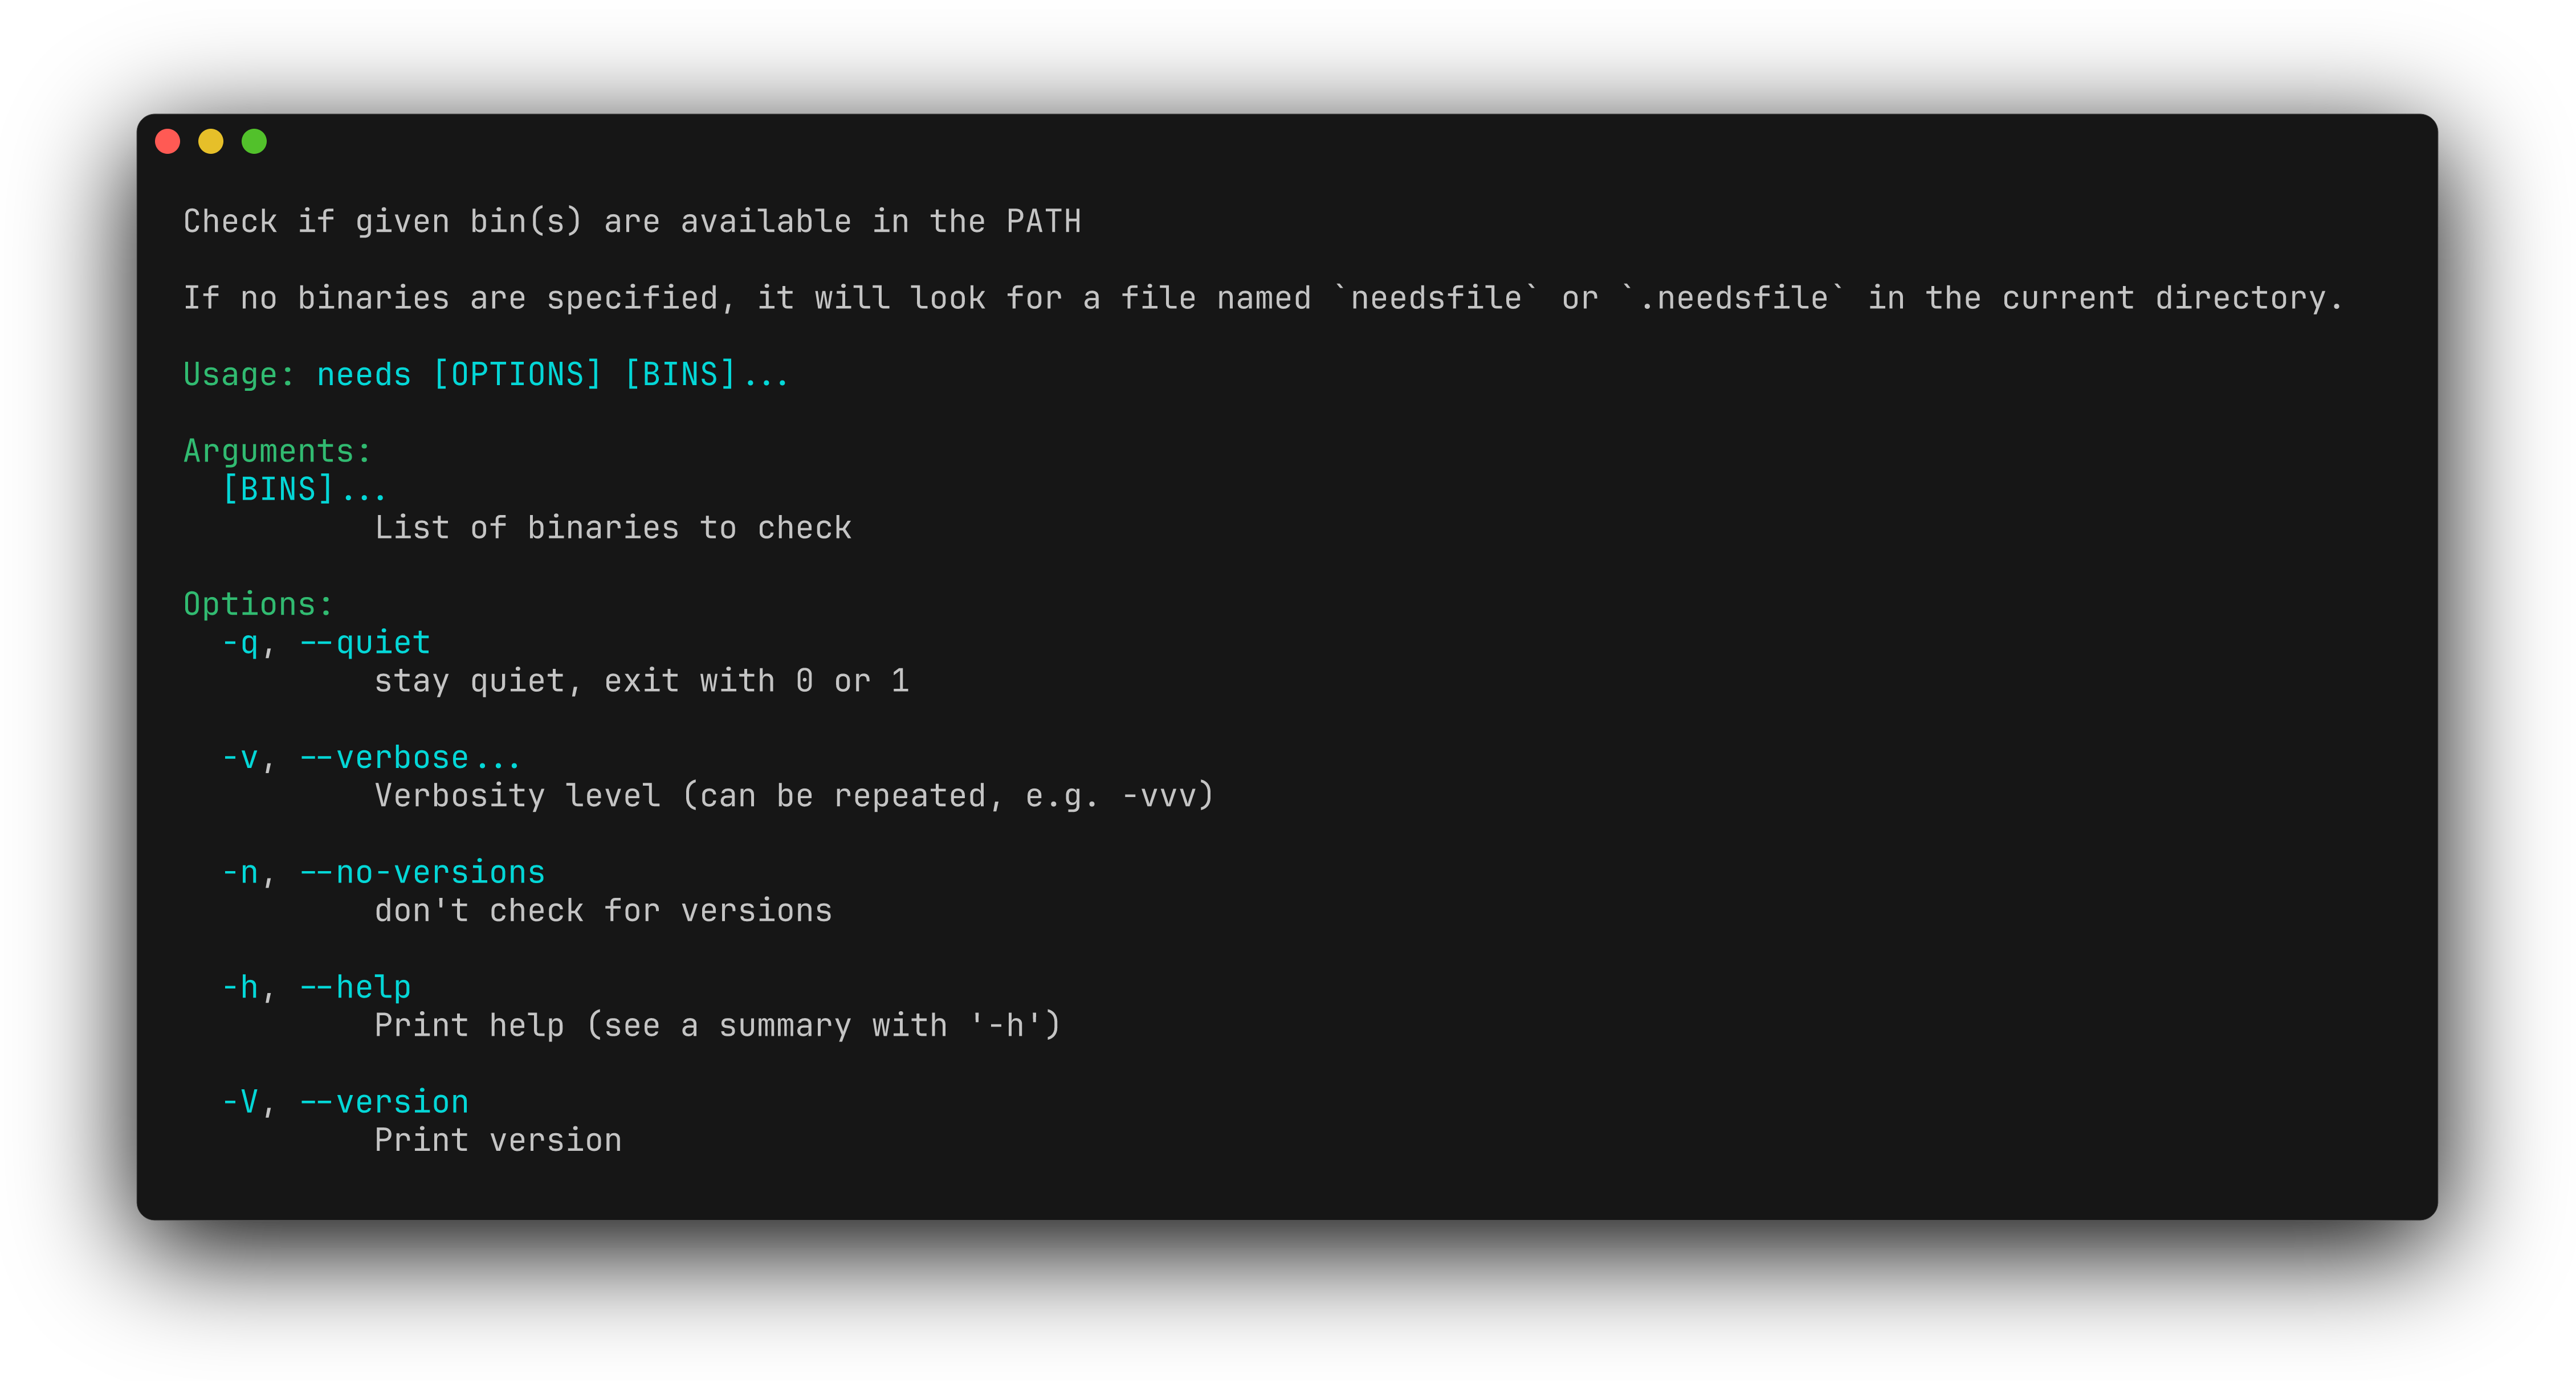 Check if given bin(s) are available in the PATH
If no binaries are specified, it will look for a file named `needsfile` or `.needsfile` in the current directory.
Usage: needs [OPTIONS] [BINS]...
Arguments:
  [BINS]...
          List of binaries to check
Options:
  -q, --quiet
          stay quiet, exit with 0 or 1
  -v, --verbose...
          Verbosity level (can be repeated, e.g. -vvv)
  -n, --no-versions
          don't check for versions
  -h, --help
          Print help (see a summary with '-h')
  -V, --version
          Print version